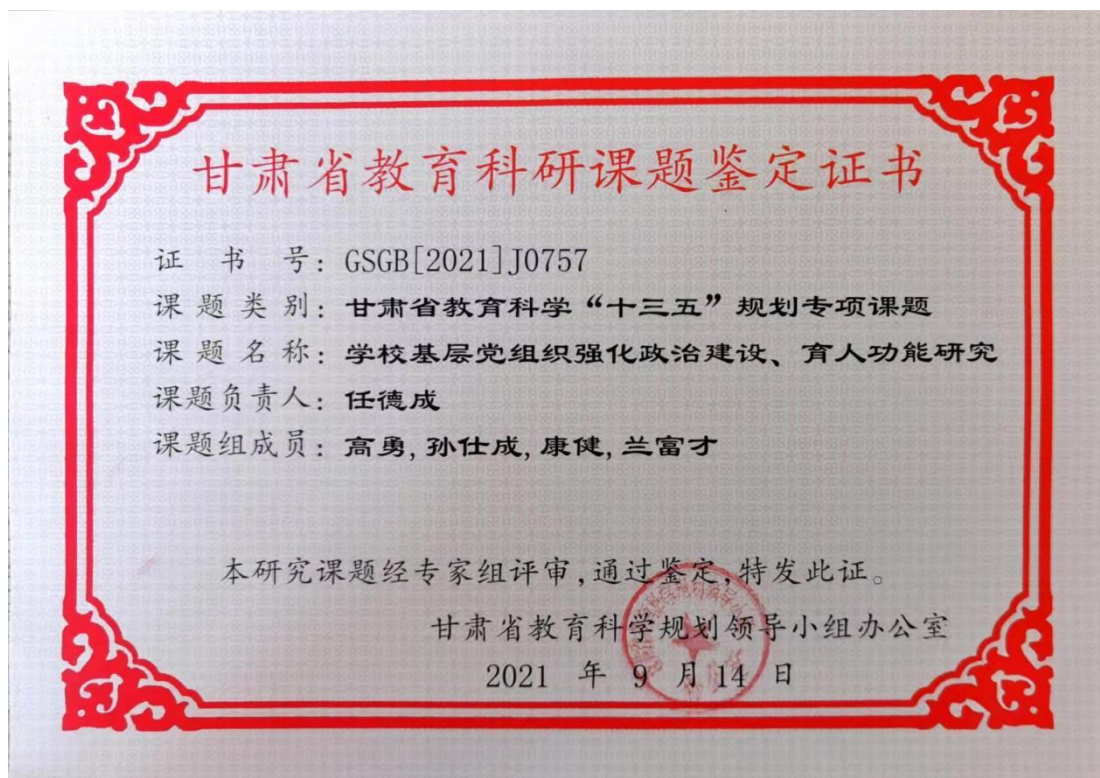 甘肃省教育科研课题鉴定证书
证 书 号：GSGB[2021]J0757
课 题 类 别：甘肃省教育科学“十三五”规划专项课题
课 题 名 称：学校基层党组织强化政治建设、育人功能研究
课题负责人：任德成
课题组成员：高勇,孙仕成,康健,兰富才
本研究课题经专家组评审,通过鉴定,特发此证。
甘肃省教育科学规划领导小组办公室
2021 年 9 月 14 日